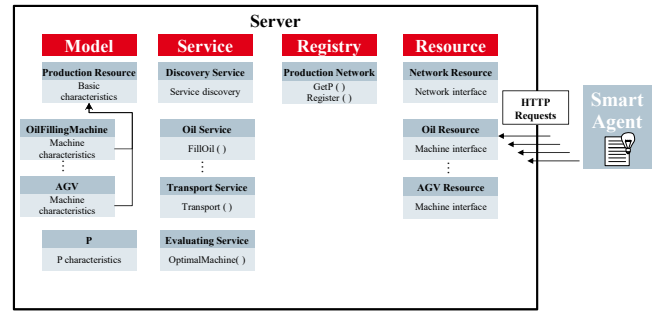 Server
Model
Service
Registry
Resource
Production Resource
Basic
characteristics
OilFillingMachine
Machine
characteristics
⋮
AGV
Machine
characteristics
P
P characteristics
Discovery Service
Service discovery
Oil Service
FillOil ( )
⋮
Transport Service
Transport ( )
Evaluating Service
OptimalMachine( )
Production Network
GetP ( )
Register ( )
Network Resource
Network interface
Oil Resource
Machine interface
⋮
AGV Resource
Machine interface
HTTP
Requests
Smart
Agent